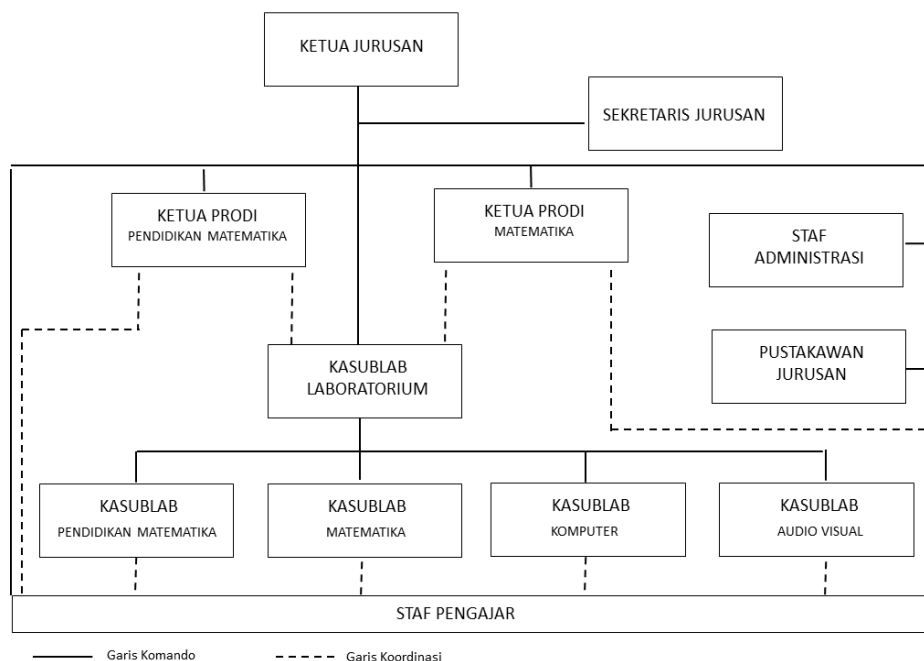 KETUA JURUSAN
SEKRETARIS JURUSAN
KETUA PRODI
PENDIDIKAN MATEMATIKA
KETUA PRODI
MATEMATIKA
STAF
ADMINISTRASI
KASUBLAB
LABORATORIUM
PUSTAKAWAN
JURUSAN
KASUBLAB
PENDIDIKAN MATEMATIKA
KASUBLAB
MATEMATIKA
KASUBLAB
KOMPUTER
KASUBLAB
AUDIO VISUAL
STAF PENGAJAR
Garis Komando
Garis Koordinasi